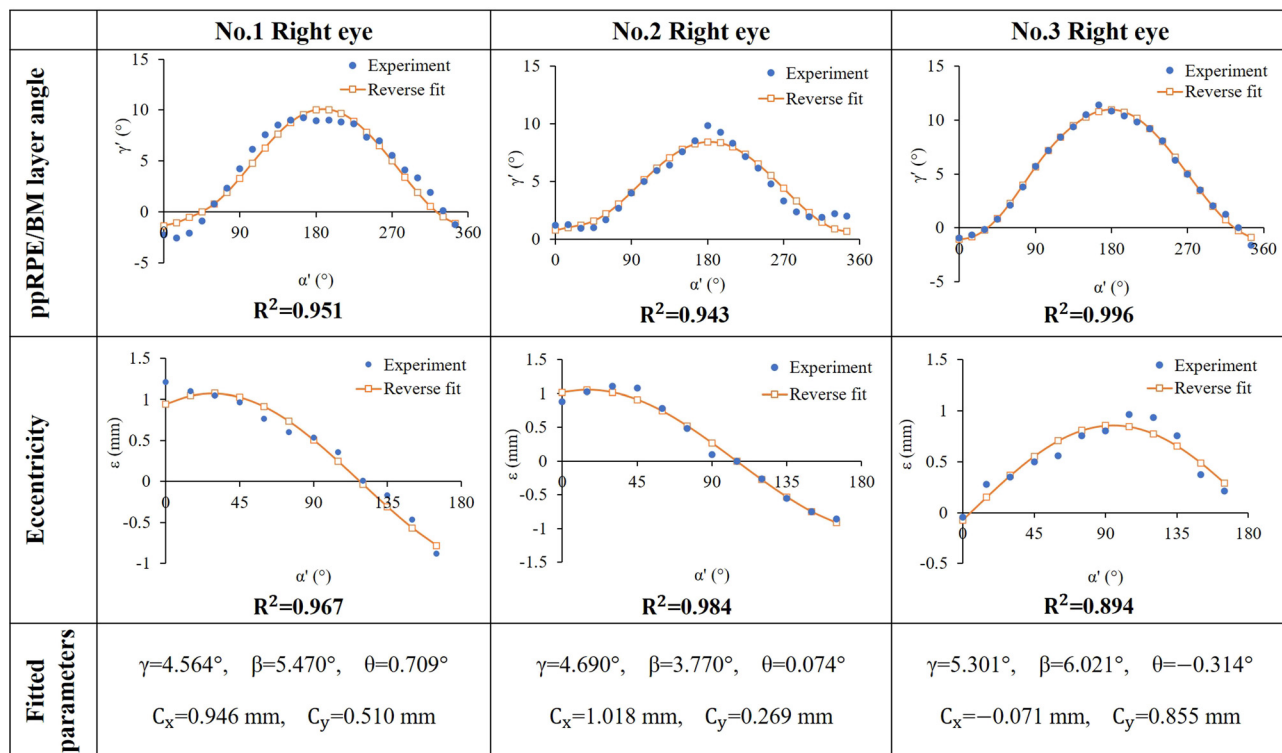 No.1 Right eye
No.2 Right eye
No.3 Right eye
ppRPE/BM layer angle
15
10
5
0
-5
0
90
180
270
360
γ' (°)
α' (°)
Experiment
Reverse fit
R²=0.951
15
10
5
0
0
90
180
270
360
γ' (°)
α' (°)
Experiment
Reverse fit
R²=0.943
15
10
5
0
-5
0
90
180
270
360
γ' (°)
α' (°)
Experiment
Reverse fit
R²=0.996
Eccentricity
1.5
1
0.5
0
-0.5
-1
0
45
90
135
180
ε (mm)
α' (°)
Experiment
Reverse fit
R²=0.967
1.5
1
0.5
0
-0.5
-1
-1.5
0
45
90
135
180
ε (mm)
α' (°)
Experiment
Reverse fit
R²=0.984
1.5
1
0.5
0
-0.5
0
45
90
135
180
ε (mm)
α' (°)
Experiment
Reverse fit
R²=0.894
Fitted
parameters
γ=4.564°, β=5.470°, θ=0.709°
Cx=0.946 mm, Cy=0.510 mm
γ=4.690°, β=3.770°, θ=0.074°
Cx=1.018 mm, Cy=0.269 mm
γ=5.301°, β=6.021°, θ=−0.314°
Cx=−0.071 mm, Cy=0.855 mm